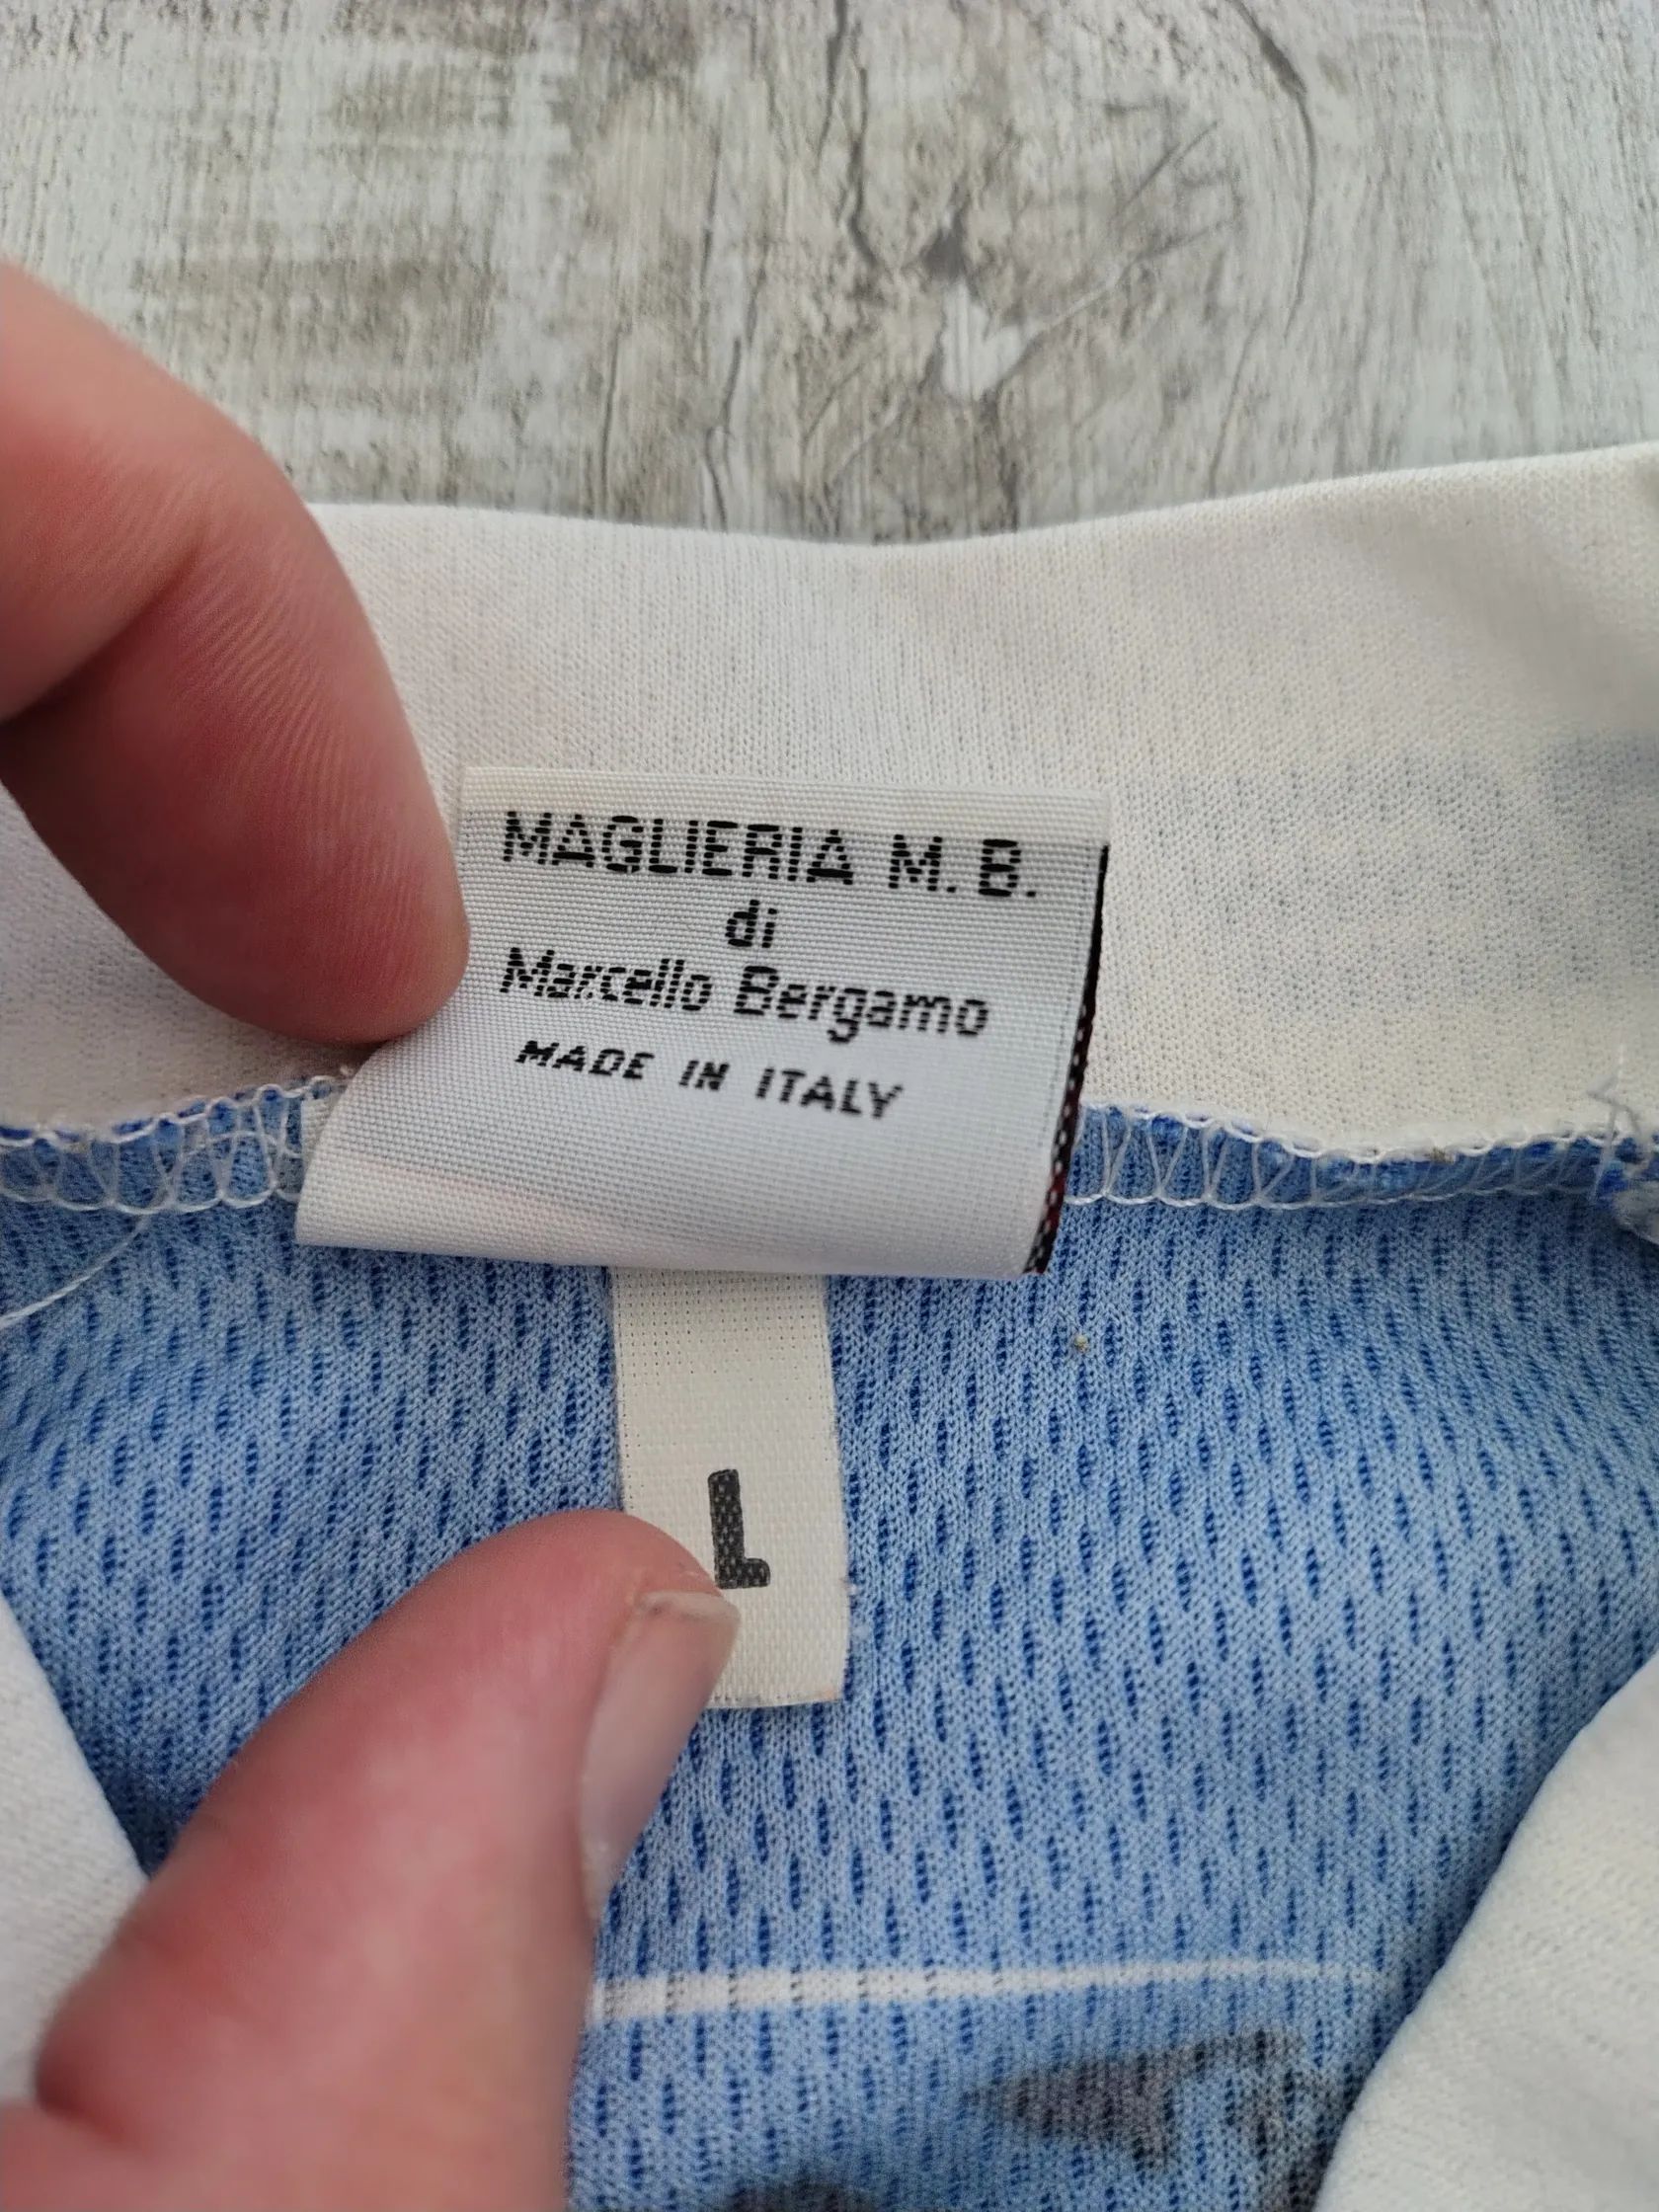 MAGLIERIA M. B.
di
Marcello Bergamo
MADE IN ITALY
L